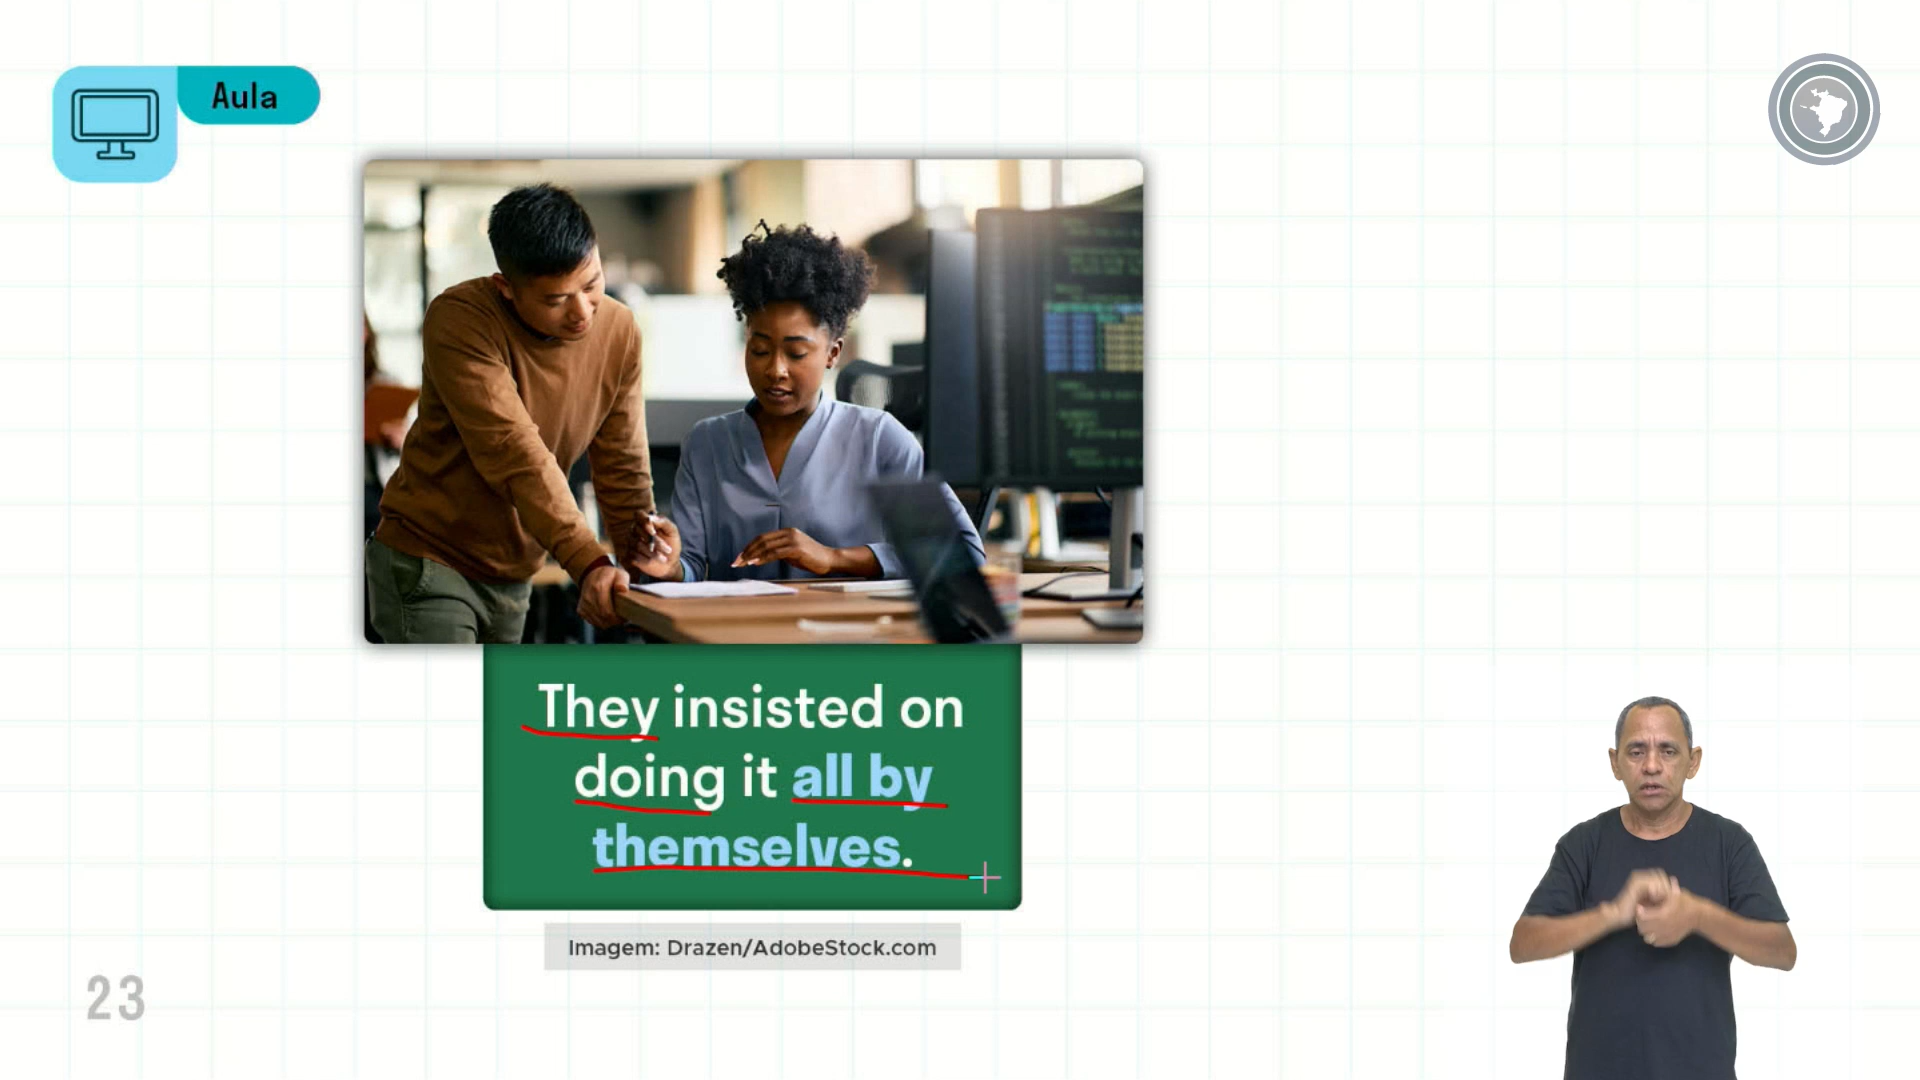 Aula
They insisted on
doing it all by
themselves.
Imagem: Drazen/AdobeStock.com
23